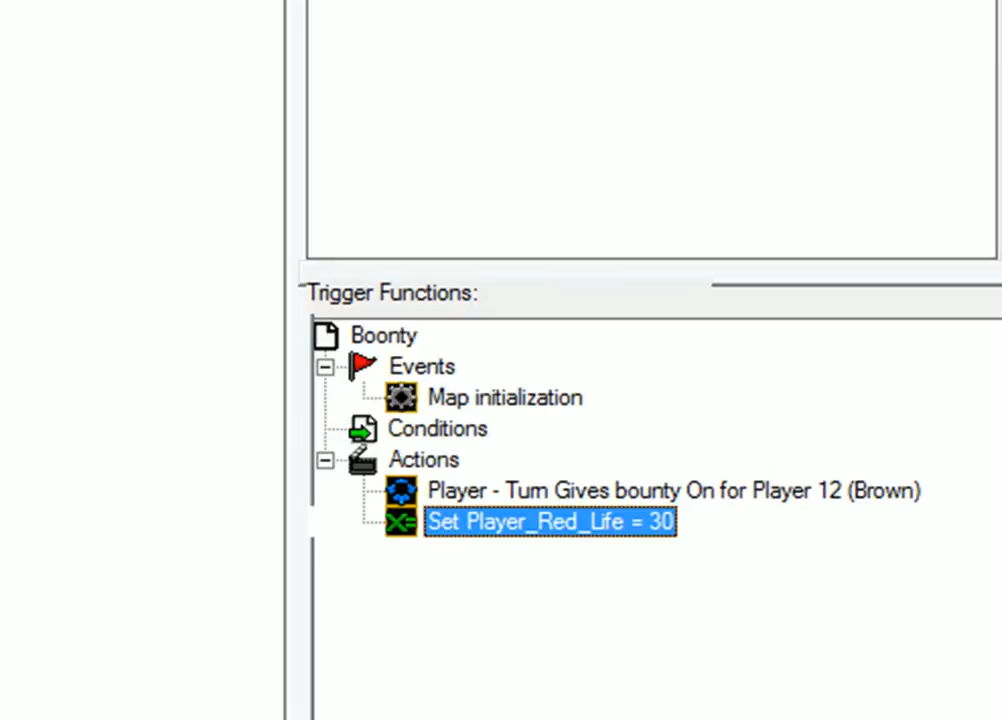 Trigger Functions:
Boonty
Events
Map initialization
Conditions
Actions
Player - Turn Gives bounty On for Player 12 (Brown)
Set Player_Red_Life = 30